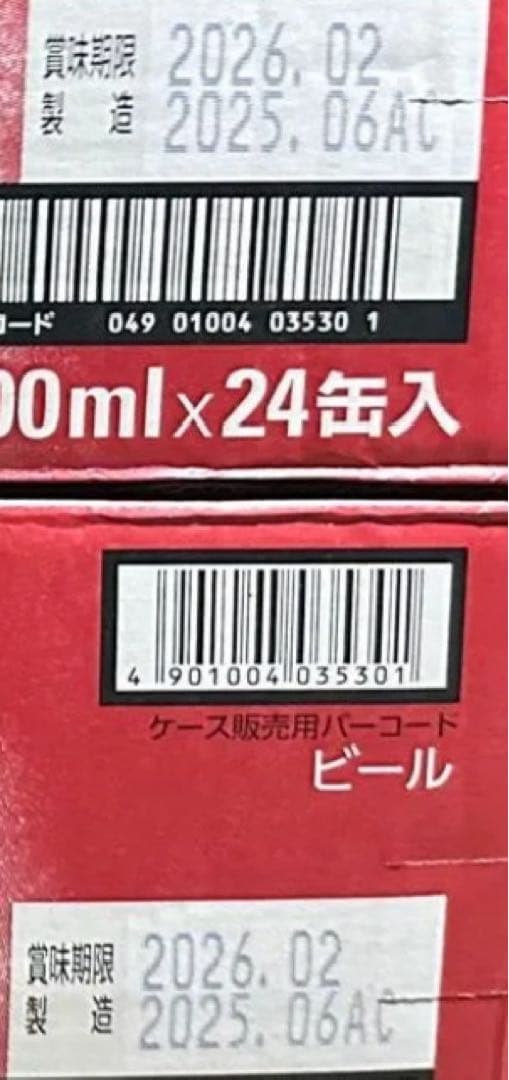 賞味期限 2026. 02
製 造 2025. 06AC
コード 049 01004 03530 1
00ml×24缶入
4 901004 035301
ケース販売用バーコード
ビール
賞味期限 2026. 02
製 造 2025. 06AC